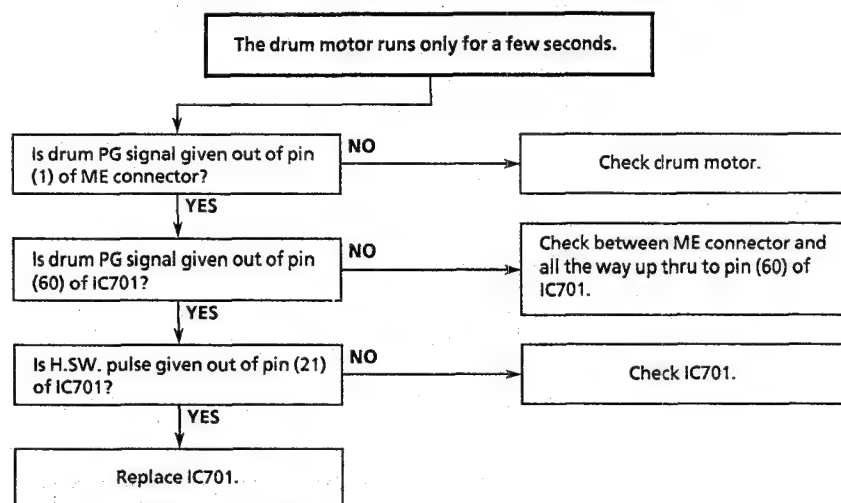 The drum motor runs only for a few seconds.
Is drum PG signal given out of pin
(1) of ME connector?
NO
Check drum motor.
YES
Is drum PG signal given out of pin
(60) of IC701?
NO
Check between ME connector and
all the way up thru to pin (60) of
IC701.
YES
Is H.SW. pulse given out of pin (21)
of IC701?
NO
Check IC701.
YES
Replace IC701.